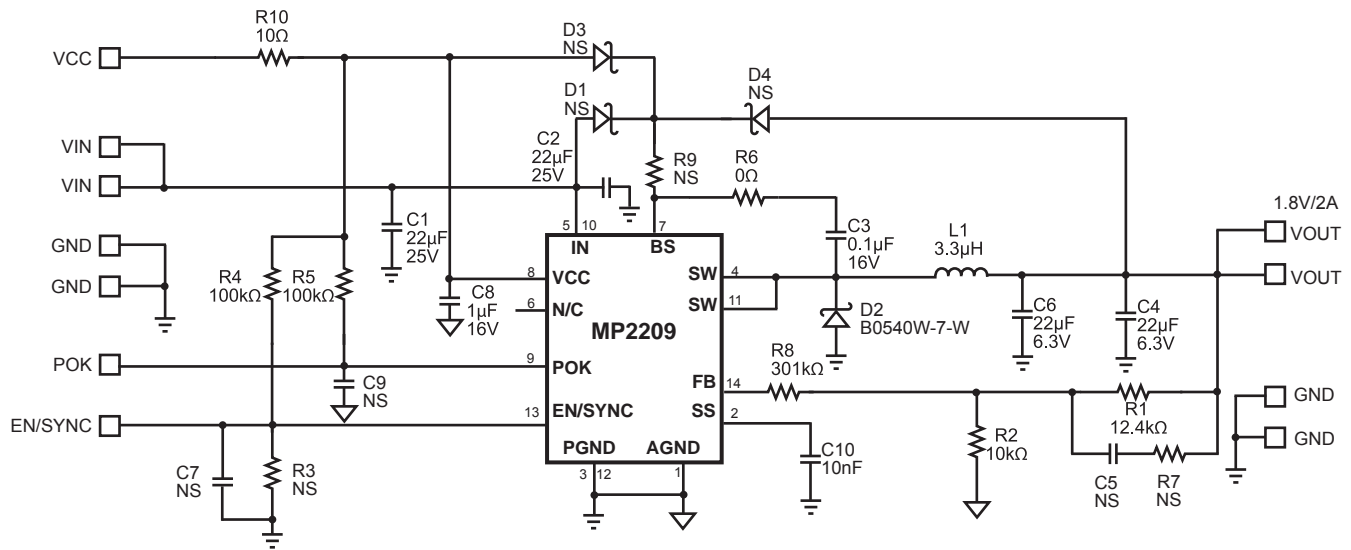 R10
10Ω
VCC
D3
NS
D1
NS
D4
NS
VIN
VIN
C2
22µF
25V
R9
NS
R6
0Ω
C1
22µF
25V
GND
GND
5 10
IN
7
BS
C3
0.1µF
16V
L1
3.3µH
1.8V/2A
VOUT
VOUT
R4
100kΩ
R5
100kΩ
8
VCC
SW
4
C8
1µF
16V
6
N/C
SW
11
MP2209
D2
B0540W-7-W
C6
22µF
6.3V
C4
22µF
6.3V
POK
9
POK
C9
NS
R8
301kΩ
FB
14
R1
12.4kΩ
GND
GND
EN/SYNC
13
EN/SYNC
SS
2
C10
10nF
R2
10kΩ
C5
NS
R7
NS
C7
NS
R3
NS
PGND
3 12
AGND
1